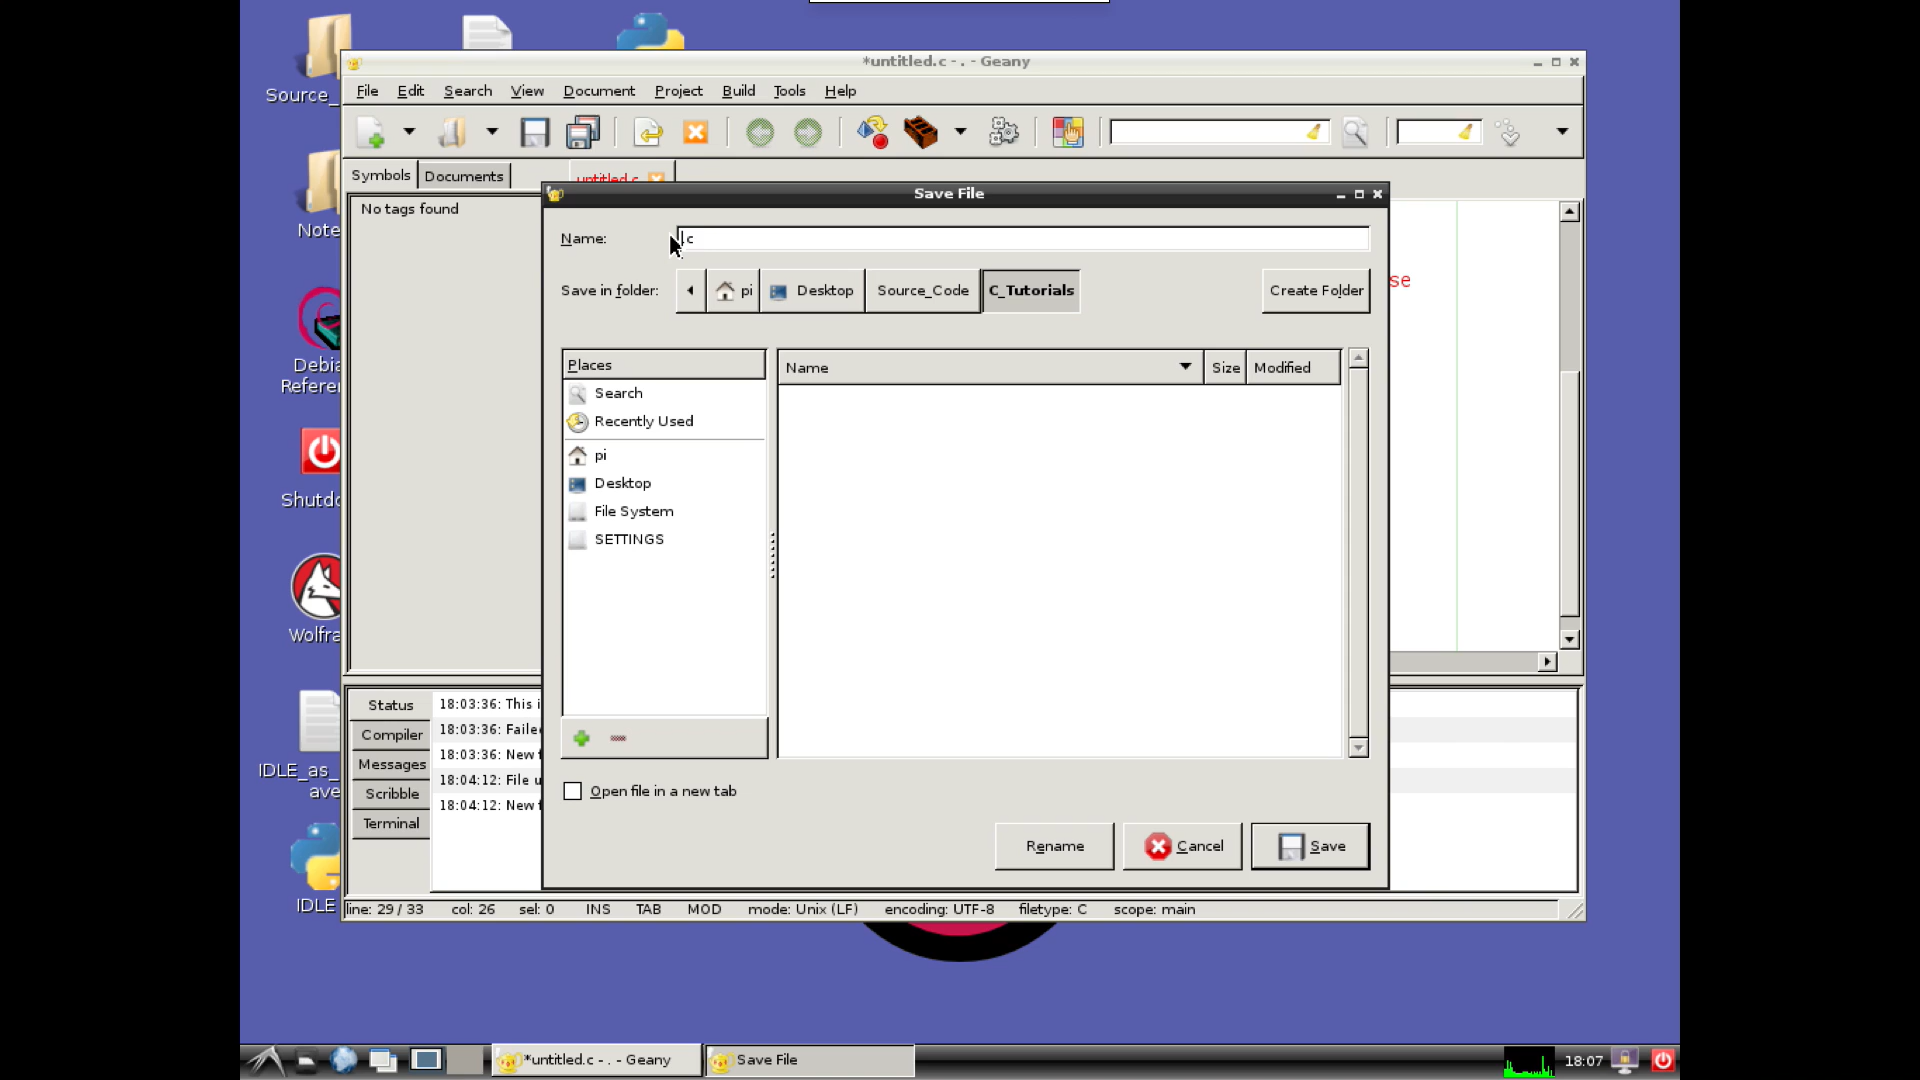 Source_
Note
Debia
Referer
Shutdo
Wolfra
IDLE_as_
ave
IDLE
*untitled.c - . - Geany
File Edit Search View Document Project Build Tools Help
Symbols Documents
untitled.c
No tags found
se
Save File
Name: .c
Save in folder: pi Desktop Source_Code C_Tutorials Create Folder
Places
Search
Recently Used
pi
Desktop
File System
SETTINGS
Name Size Modified
Open file in a new tab
Rename Cancel Save
Status
Compiler
Messages
Scribble
Terminal
18:03:36: This i
18:03:36: Failed
18:03:36: New f
18:04:12: File u
18:04:12: New f
line: 29 / 33 col: 26 sel: 0 INS TAB MOD mode: Unix (LF) encoding: UTF-8 filetype: C scope: main
*untitled.c - . - Geany Save File 18:07